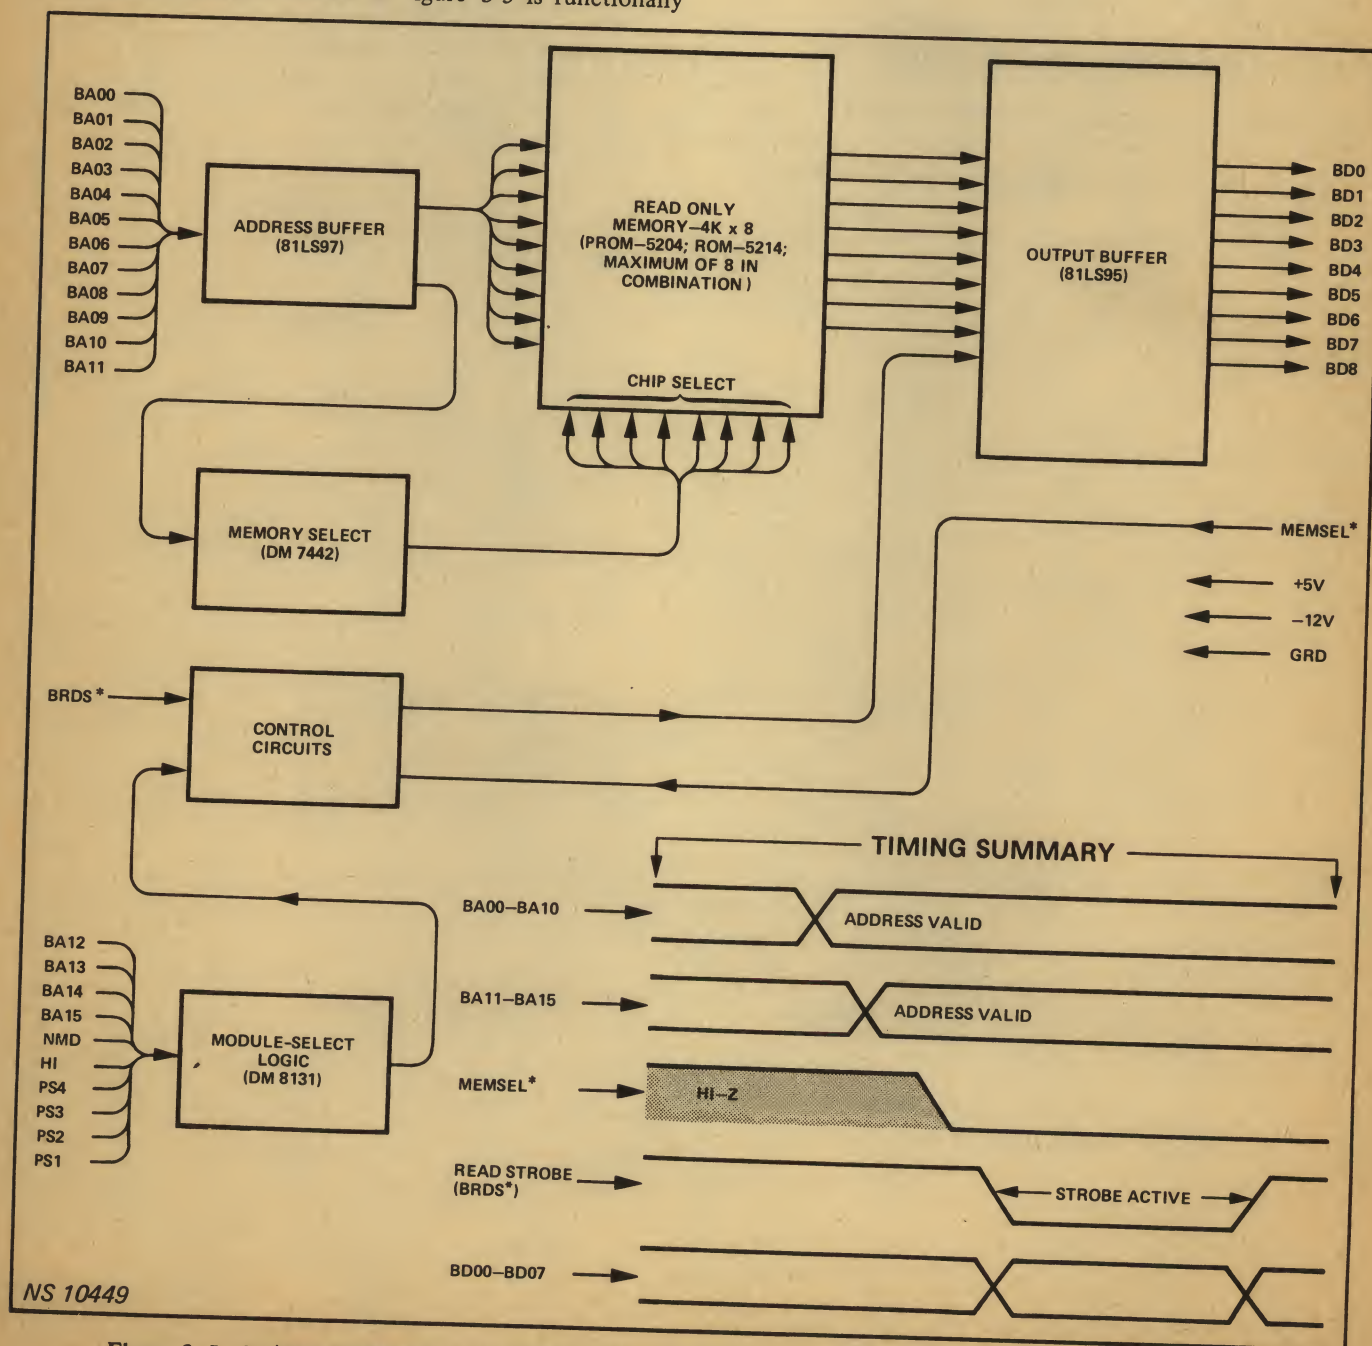 is functionally
BA00
BA01
BA02
BA03
BA04
BA05
BA06
BA07
BA08
BA09
BA10
BA11
ADDRESS BUFFER
(81LS97)
READ ONLY
MEMORY–4K x 8
(PROM–5204; ROM–5214;
MAXIMUM OF 8 IN
COMBINATION)
CHIP SELECT
OUTPUT BUFFER
(81LS95)
BD0
BD1
BD2
BD3
BD4
BD5
BD6
BD7
BD8
MEMORY SELECT
(DM 7442)
MEMSEL*
+5V
–12V
GRD
BRDS*
CONTROL
CIRCUITS
BA12
BA13
BA14
BA15
NMD
HI
PS4
PS3
PS2
PS1
MODULE-SELECT
LOGIC
(DM 8131)
TIMING SUMMARY
BA00–BA10
ADDRESS VALID
BA11–BA15
ADDRESS VALID
MEMSEL*
HI–Z
READ STROBE
(BRDS*)
STROBE ACTIVE
BD00–BD07
NS 10449